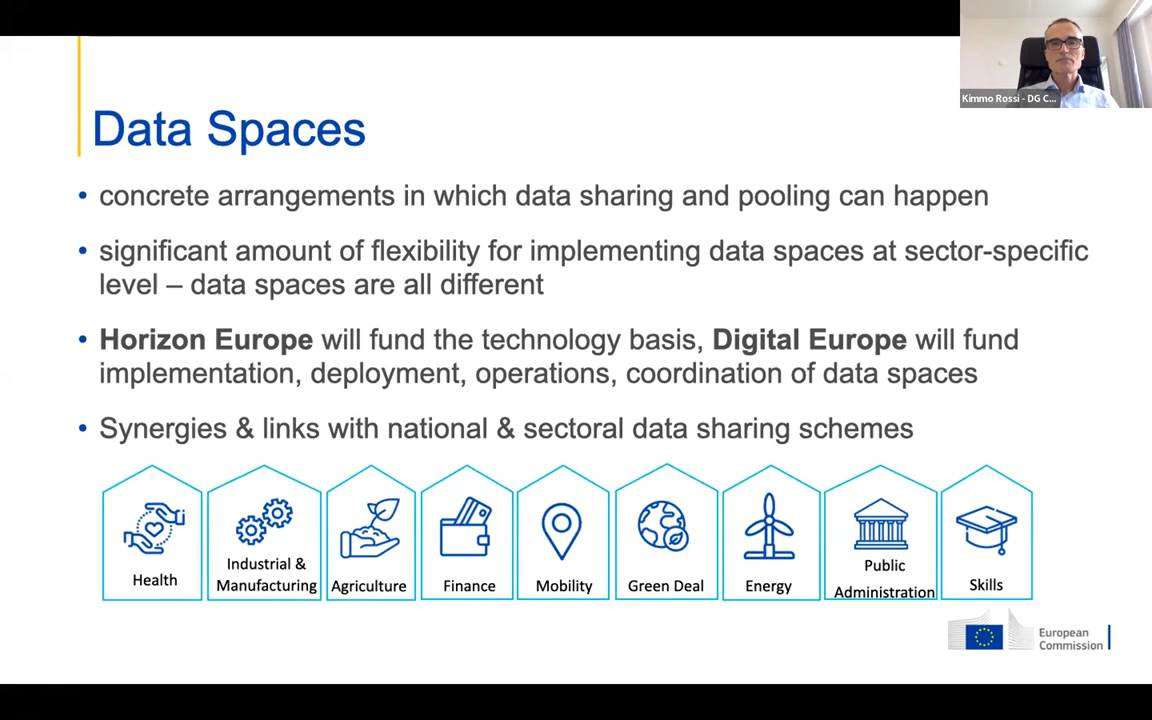 Kimmo Rossi - DG C...
Data Spaces
• concrete arrangements in which data sharing and pooling can happen
• significant amount of flexibility for implementing data spaces at sector-specific
level – data spaces are all different
• Horizon Europe will fund the technology basis, Digital Europe will fund
implementation, deployment, operations, coordination of data spaces
• Synergies & links with national & sectoral data sharing schemes
Health
Industrial &
Manufacturing
Agriculture
Finance
Mobility
Green Deal
Energy
Public
Administration
Skills
European
Commission